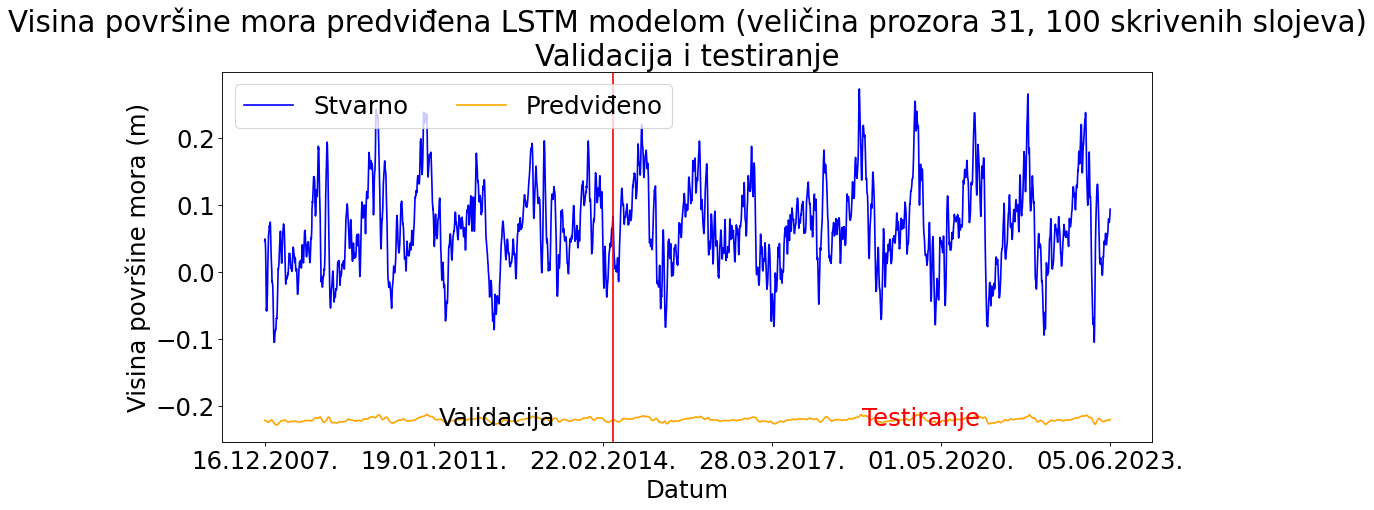 Visina površine mora predviđena LSTM modelom (veličina prozora 31, 100 skrivenih slojeva)
Validacija i testiranje
Stvarno Predviđeno
Visina površine mora (m)
0.2
0.1
0.0
−0.1
−0.2
Validacija Testiranje
16.12.2007. 19.01.2011. 22.02.2014. 28.03.2017. 01.05.2020. 05.06.2023.
Datum